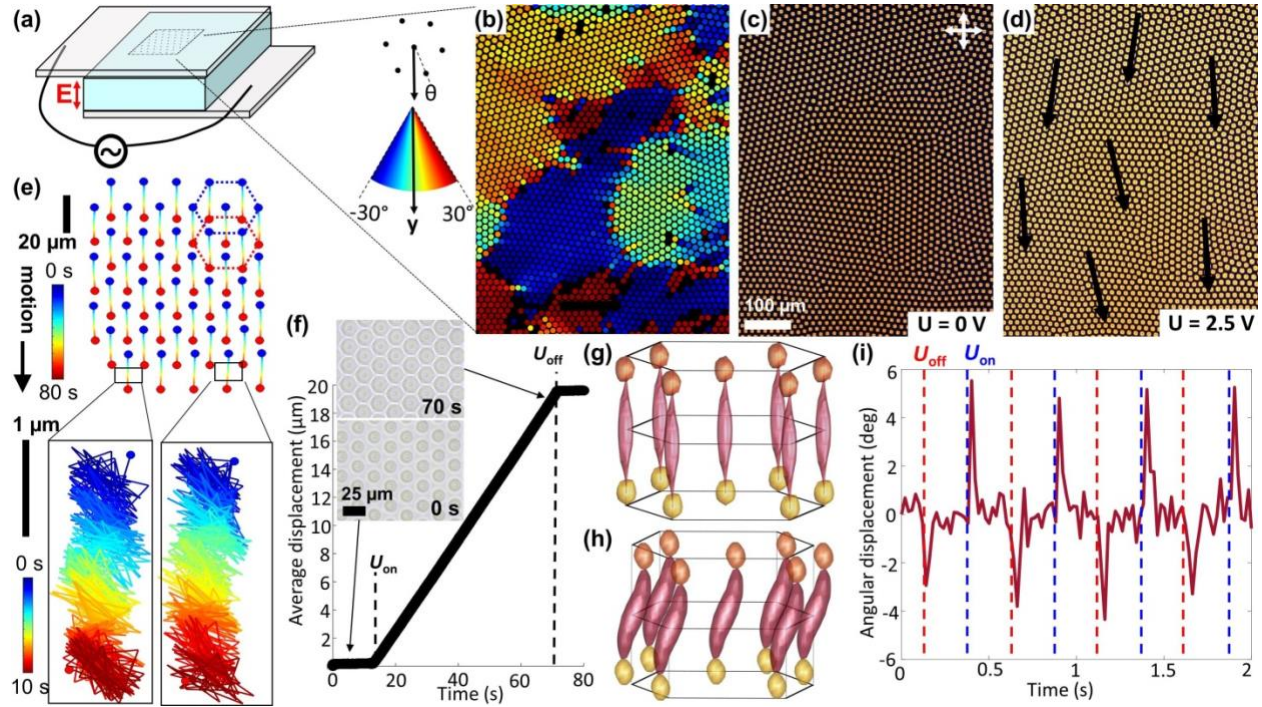 (a)
E
θ
-30°
30°
y
(b)
(c)
100 µm
U = 0 V
(d)
U = 2.5 V
(e)
20 µm
0 s
motion
80 s
1 µm
0 s
10 s
(f)
70 s
0 s
25 µm
U_on
U_off
Average displacement (µm)
20
18
16
14
12
10
8
6
4
2
0
20
40
60
80
Time (s)
(g)
(h)
(i)
U_off
U_on
Angular displacement (deg)
6
4
2
0
-2
-4
-6
0
0.5
1
1.5
2
Time (s)